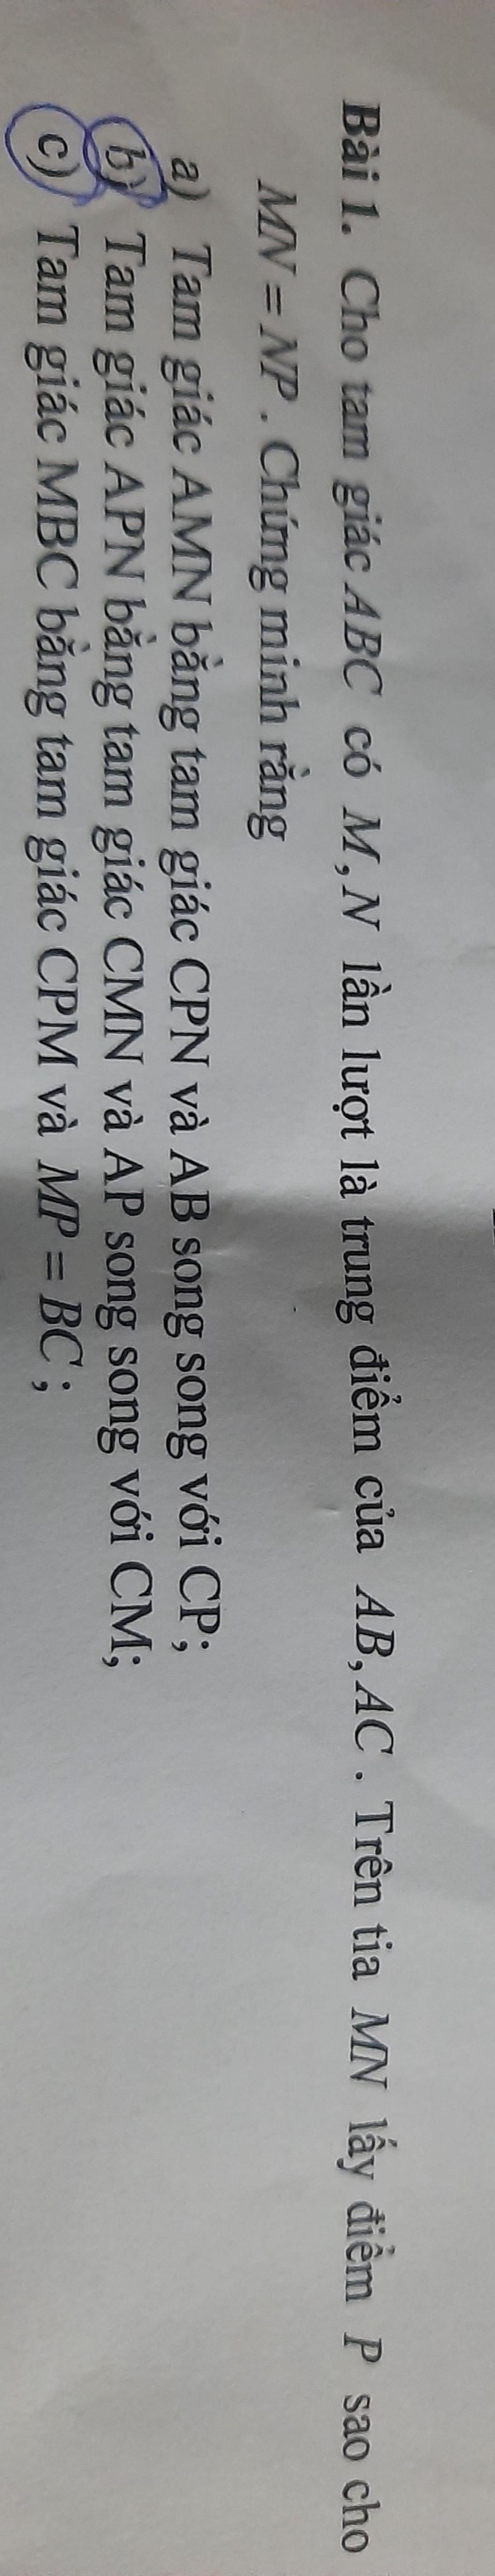 Bài 1. Cho tam giác ABC có M, N lần lượt là trung điểm của AB, AC. Trên tia MN lấy điểm P sao cho
MN = NP. Chứng minh rằng
a) Tam giác AMN bằng tam giác CPN và AB song song với CP;
b) Tam giác APN bằng tam giác CMN và AP song song với CM;
c) Tam giác MBC bằng tam giác CPM và MP = BC;